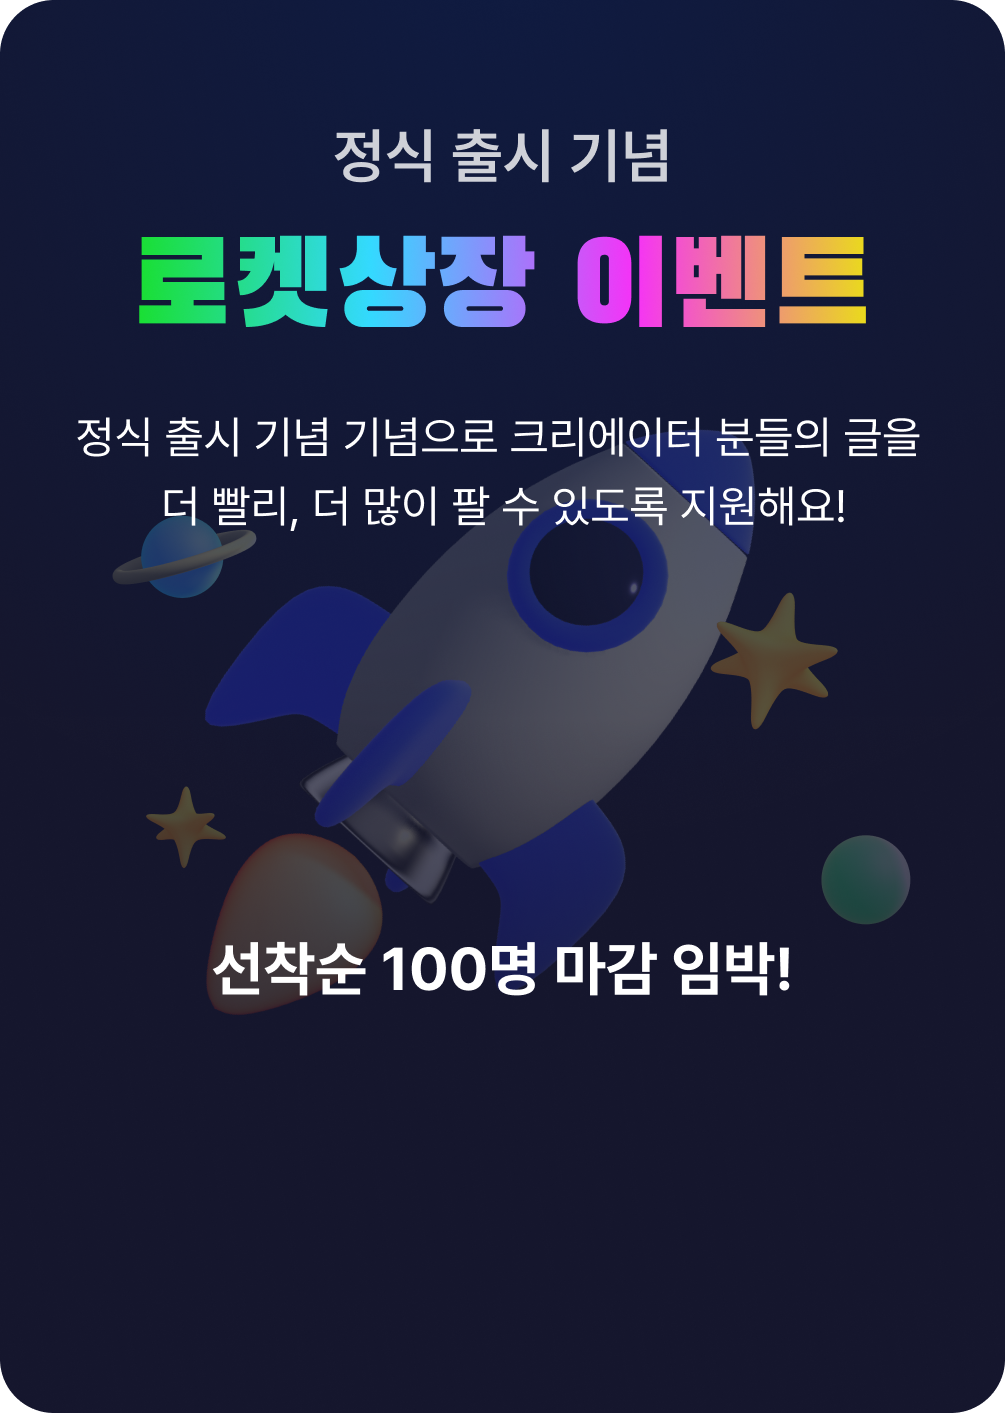 정식 출시 기념
로켓상장 이벤트
정식 출시 기념 기념으로 크리에이터 분들의 글을
더 빨리, 더 많이 팔 수 있도록 지원해요!
선착순 100명 마감 임박!